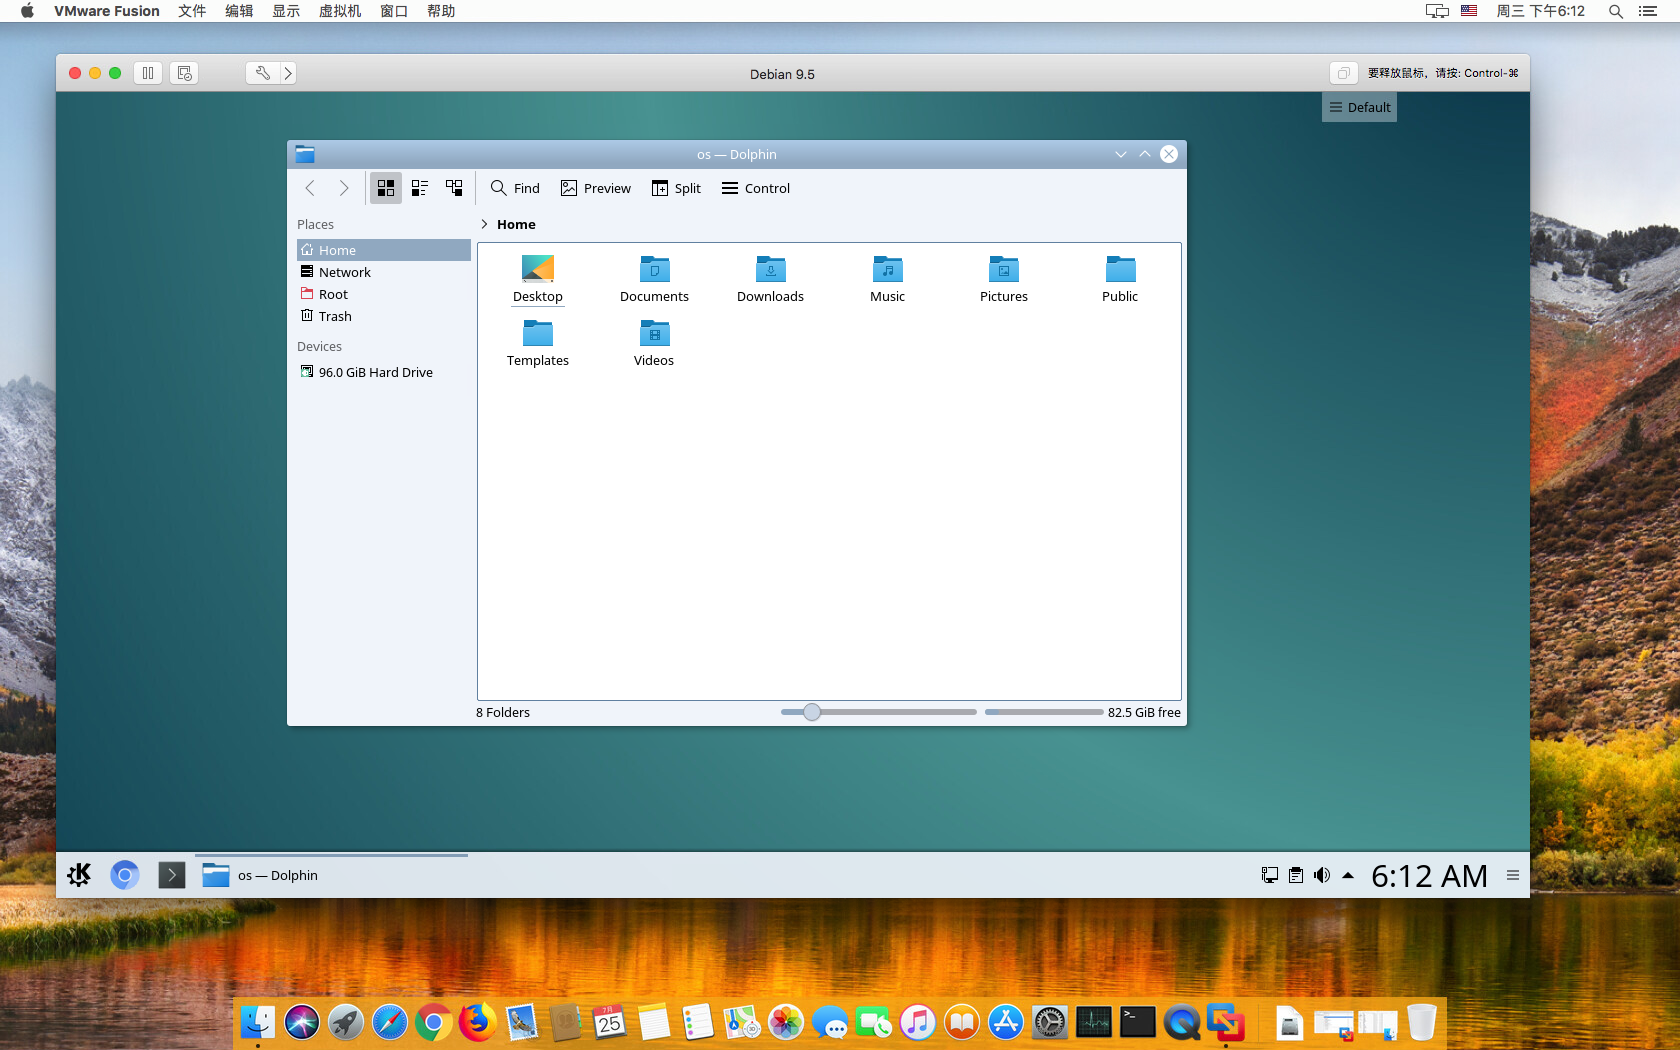 VMware Fusion 文件 编辑 显示 虚拟机 窗口 帮助 周三 下午6:12
Debian 9.5 要释放鼠标，请按: Control-⌘
Default
os — Dolphin
Find Preview Split Control
Places
Home
Network
Root
Trash
Devices
96.0 GiB Hard Drive
Home
Desktop Documents Downloads Music Pictures Public
Templates Videos
8 Folders 82.5 GiB free
os — Dolphin 6:12 AM
7月
25
3D